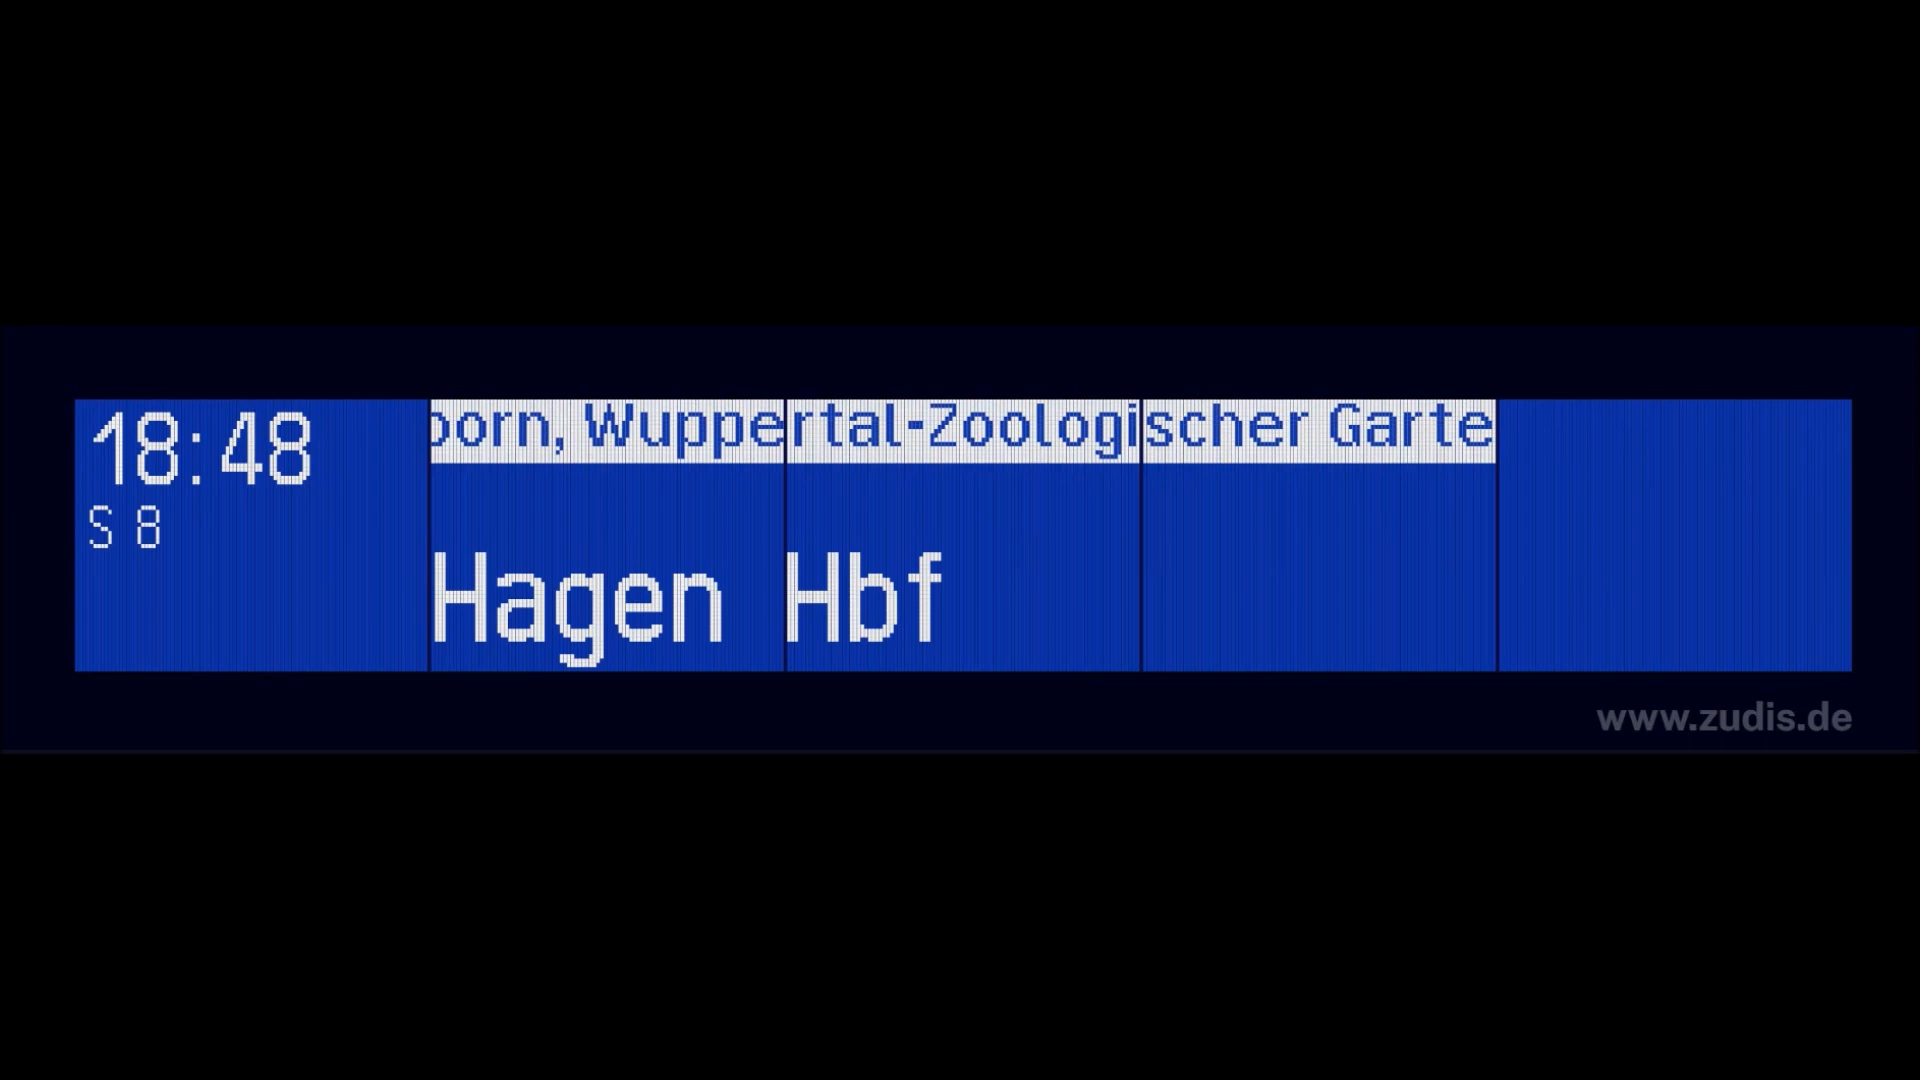 18:48
born, Wuppertal-Zoologischer Garte
S 8
Hagen Hbf
www.zudis.de